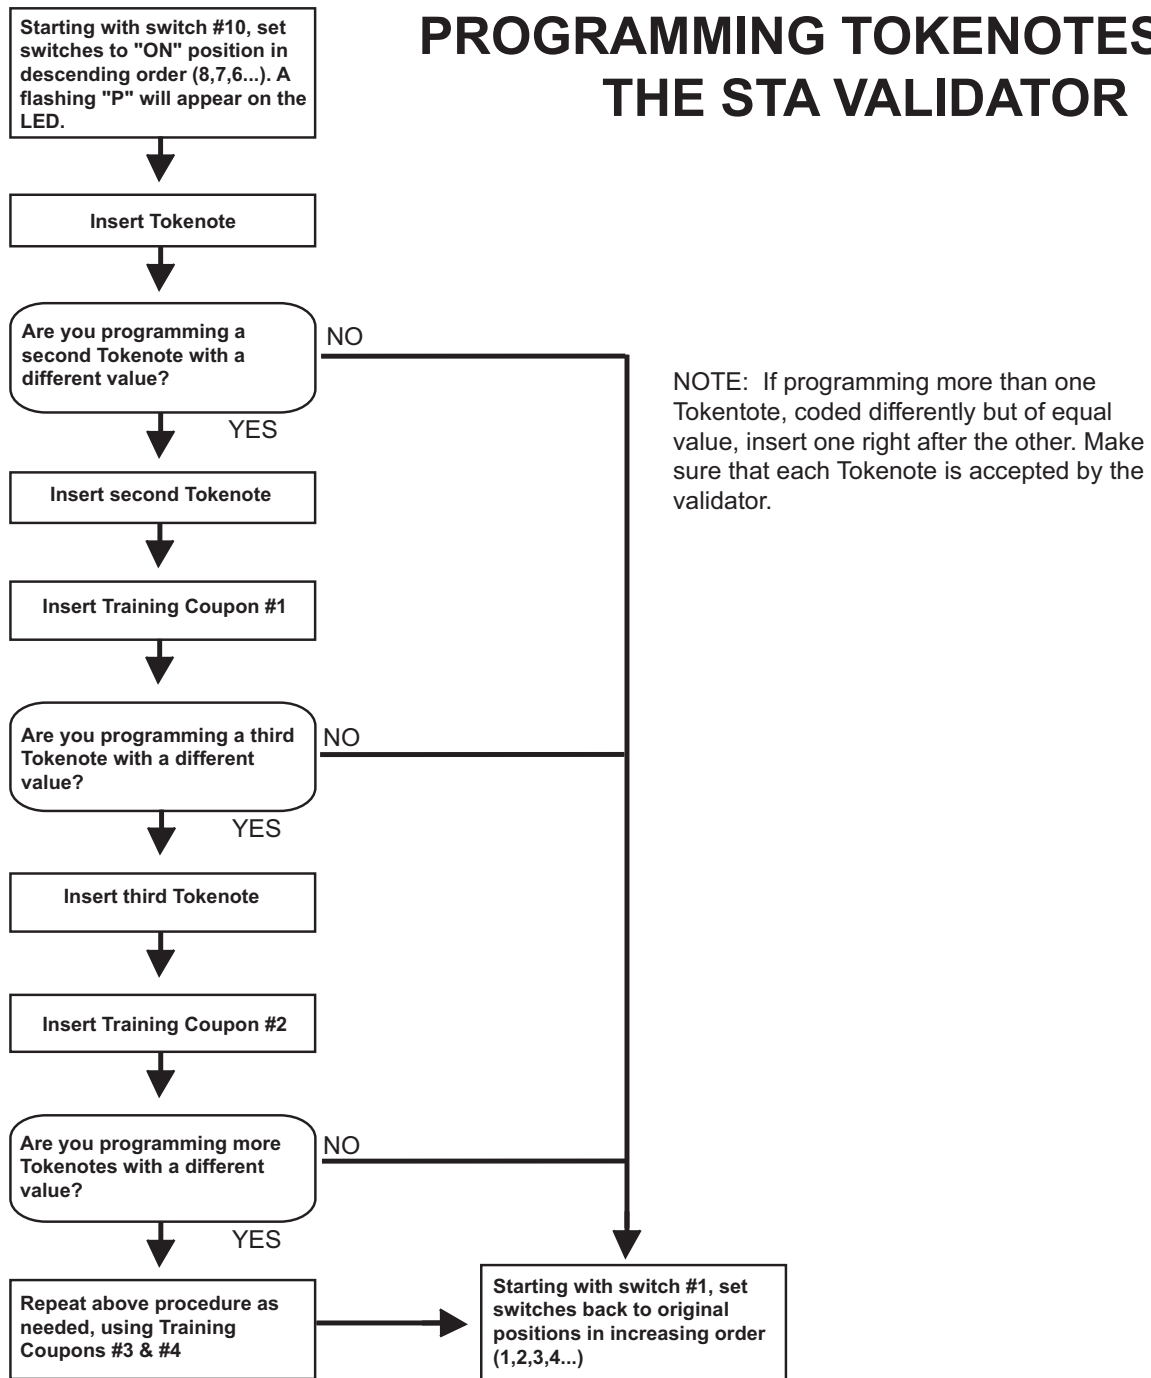 PROGRAMMING TOKENOTES
THE STA VALIDATOR
Starting with switch #10, set
switches to "ON" position in
descending order (8,7,6...). A
flashing "P" will appear on the
LED.
Insert Tokenote
Are you programming a
second Tokenote with a
different value?
NO
YES
NOTE: If programming more than one
Tokentote, coded differently but of equal
value, insert one right after the other. Make
sure that each Tokenote is accepted by the
validator.
Insert second Tokenote
Insert Training Coupon #1
Are you programming a third
Tokenote with a different
value?
NO
YES
Insert third Tokenote
Insert Training Coupon #2
Are you programming more
Tokenotes with a different
value?
NO
YES
Repeat above procedure as
needed, using Training
Coupons #3 & #4
Starting with switch #1, set
switches back to original
positions in increasing order
(1,2,3,4...)